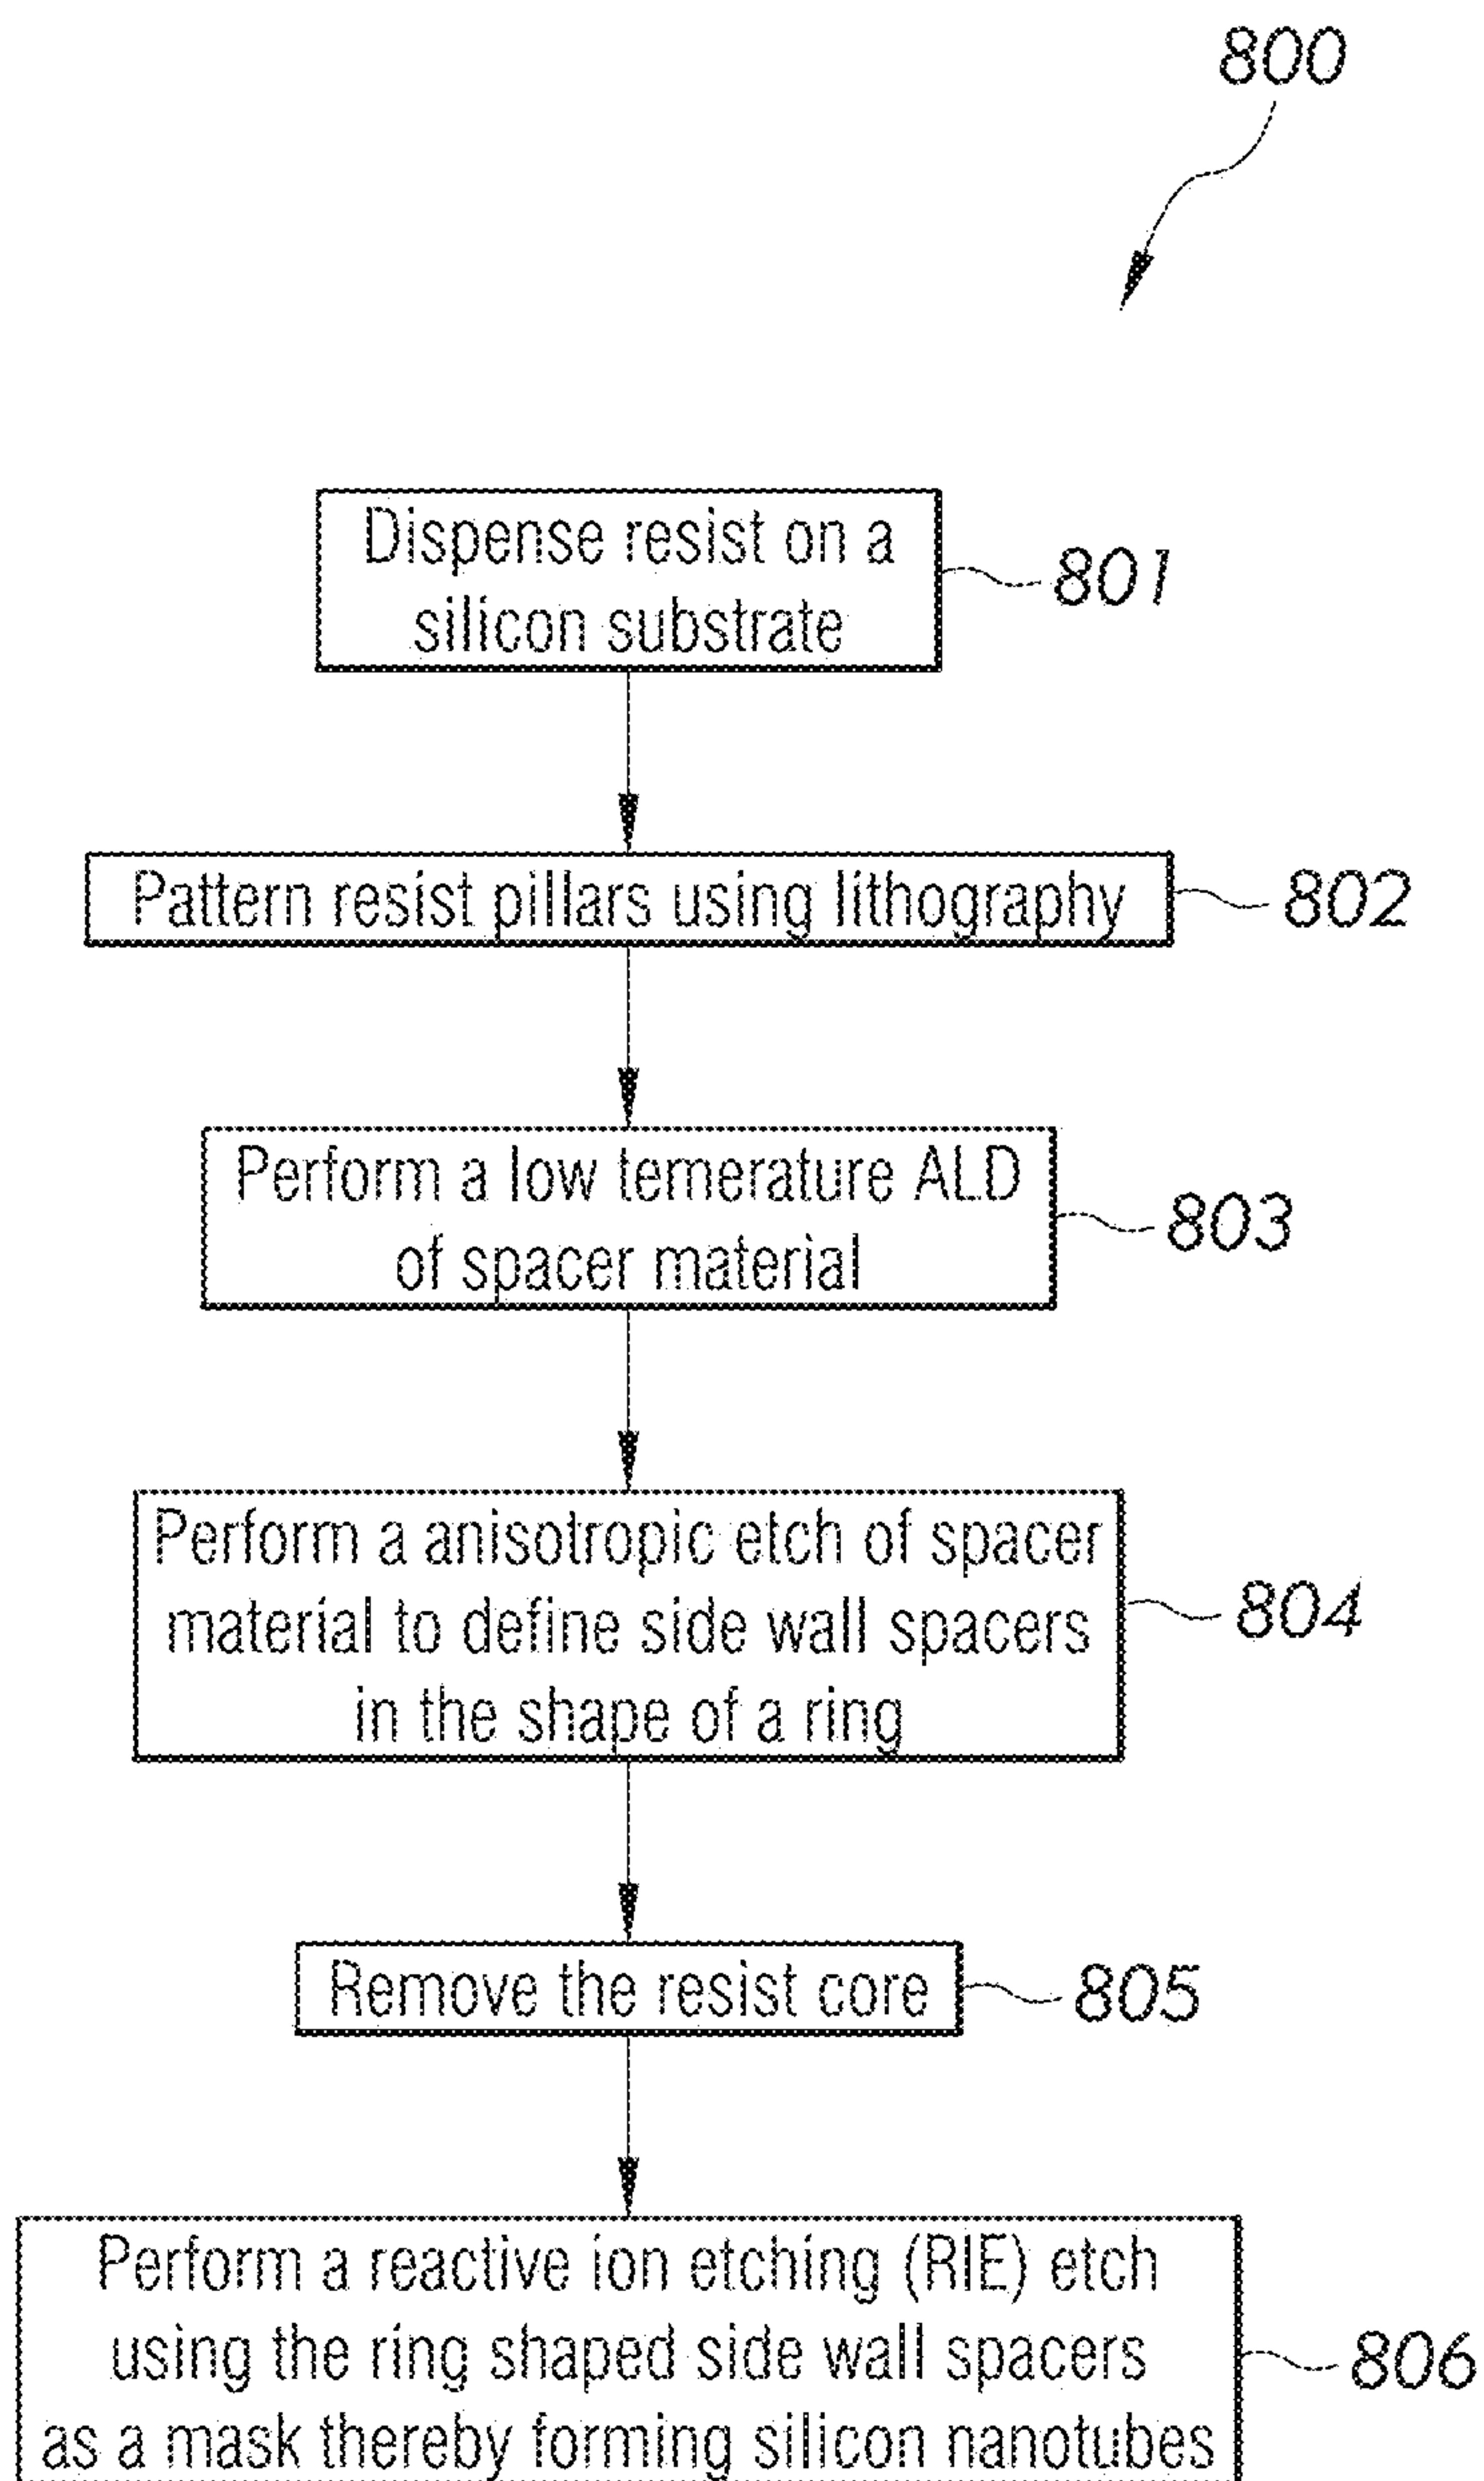 800
Dispense resist on a
silicon substrate
801
Pattern resist pillars using lithography
802
Perform a low temerature ALD
of spacer material
803
Perform a anisotropic etch of spacer
material to define side wall spacers
in the shape of a ring
804
Remove the resist core
805
Perform a reactive ion etching (RIE) etch
using the ring shaped side wall spacers
as a mask thereby forming silicon nanotubes
806